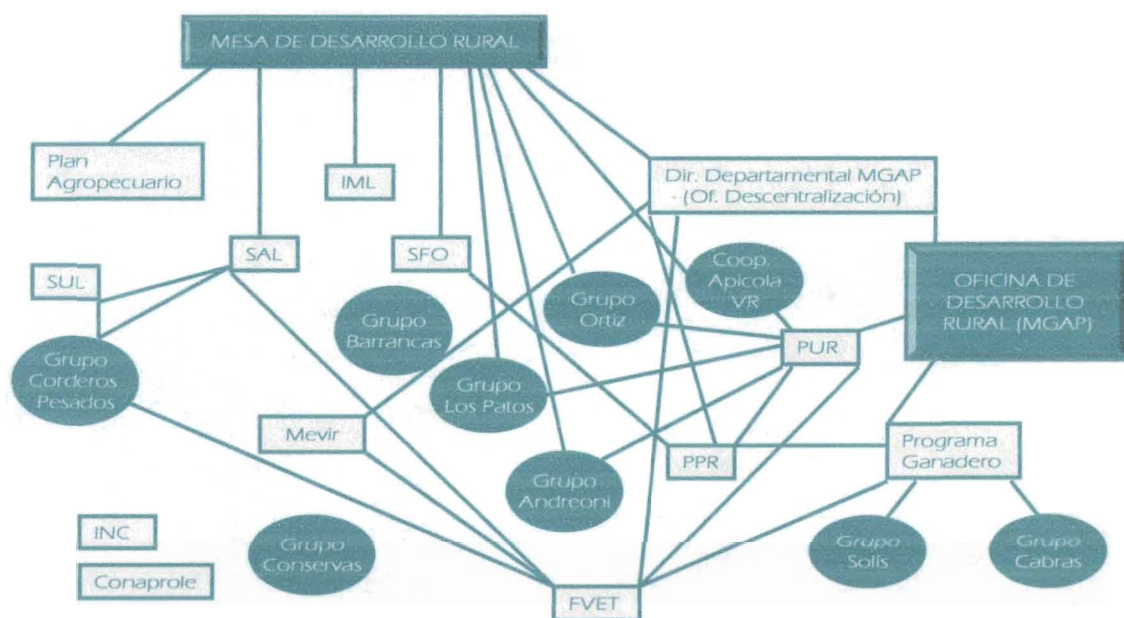 MESA DE DESARROLLO RURAL
Plan
Agropecuario
IML
Dir. Departamental MGAP
- (Of. Descentralización)
SAL
SFO
SUL
Coop.
Apícola
VR
OFICINA DE
DESARROLLO
RURAL (MGAP)
Grupo
Ortiz
Grupo
Barrancas
PUR
Grupo
Corderos
Pesados
Grupo
Los Patos
Mevir
PPR
Programa
Ganadero
Grupo
Andreoni
INC
Conaprole
Grupo
Conservas
Grupo
Solís
Grupo
Cabras
FVET